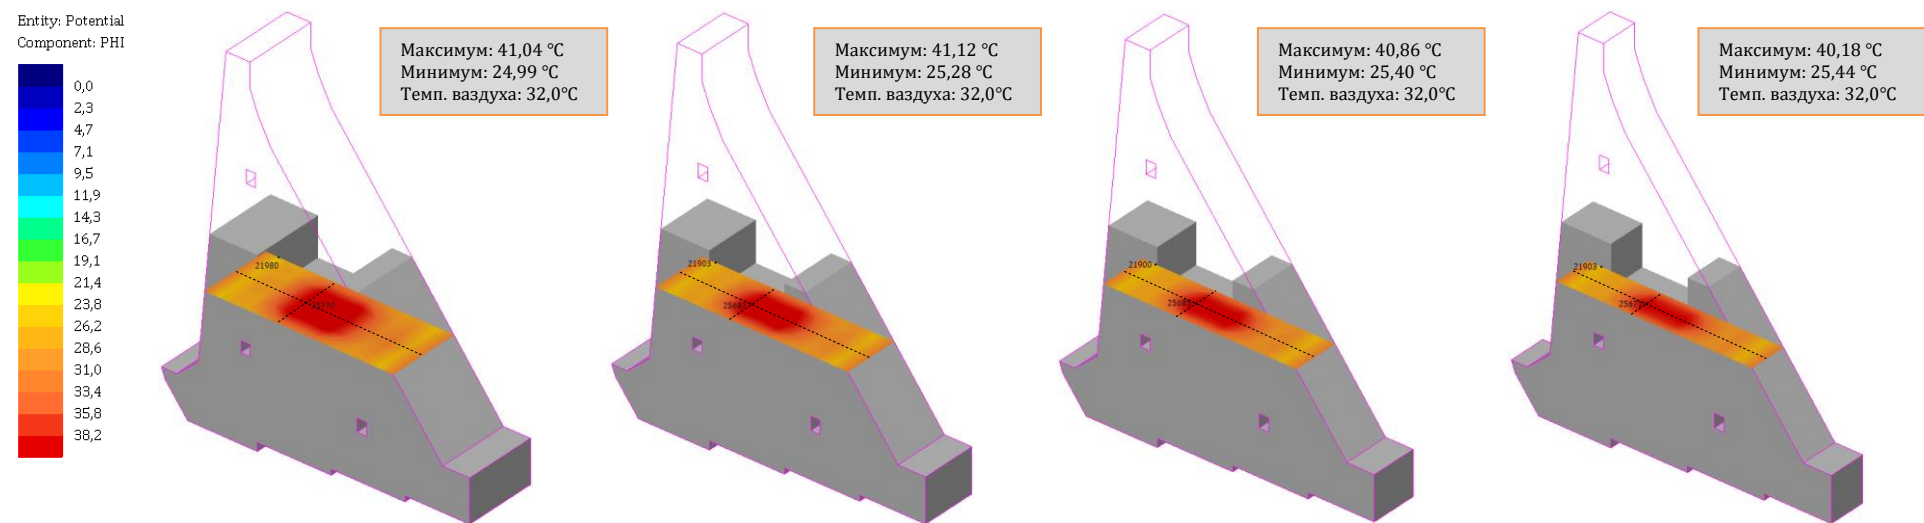 Entity: Potential
Component: PHI
0,0
2,3
4,7
7,1
9,5
11,9
14,3
16,7
19,1
21,4
23,8
26,2
28,6
31,0
33,4
35,8
38,2
Максимум: 41,04 °C
Минимум: 24,99 °C
Темп. ваздуха: 32,0°C
21980
Максимум: 41,12 °C
Минимум: 25,28 °C
Темп. ваздуха: 32,0°C
21903
Максимум: 40,86 °C
Минимум: 25,40 °C
Темп. ваздуха: 32,0°C
21900
Максимум: 40,18 °C
Минимум: 25,44 °C
Темп. ваздуха: 32,0°C
21903